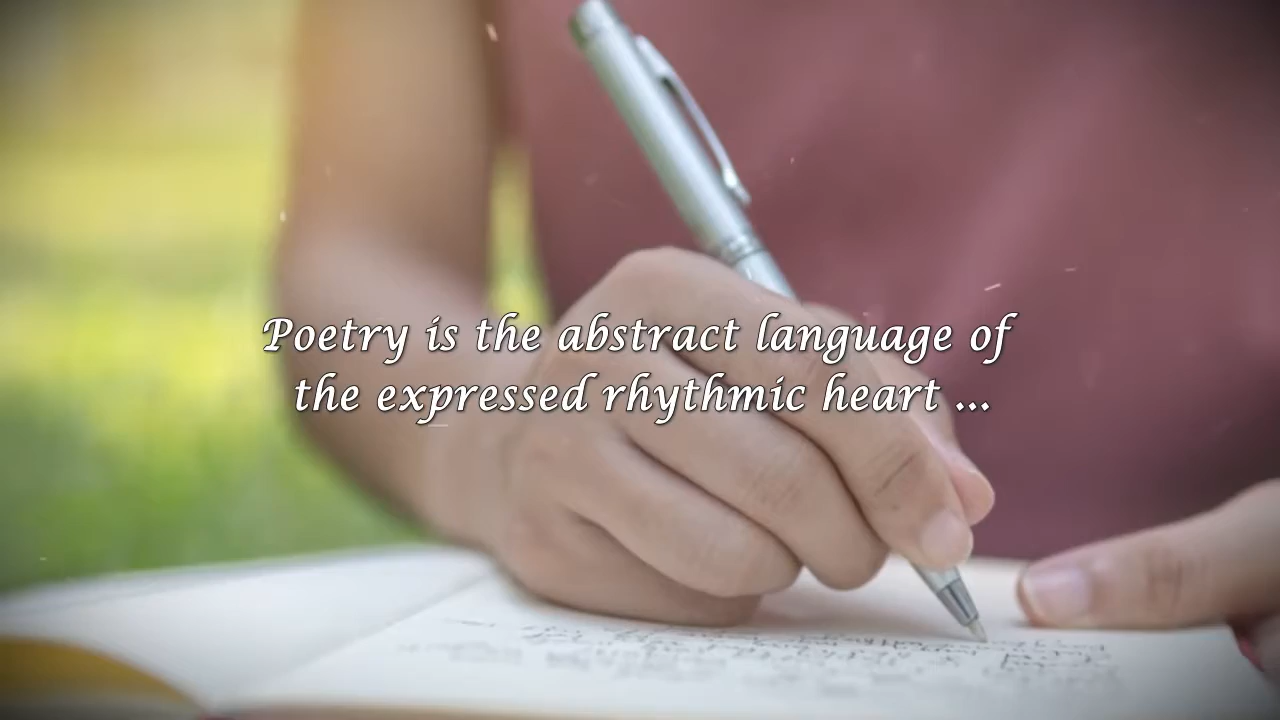 Poetry is the abstract language of
the expressed rhythmic heart ...